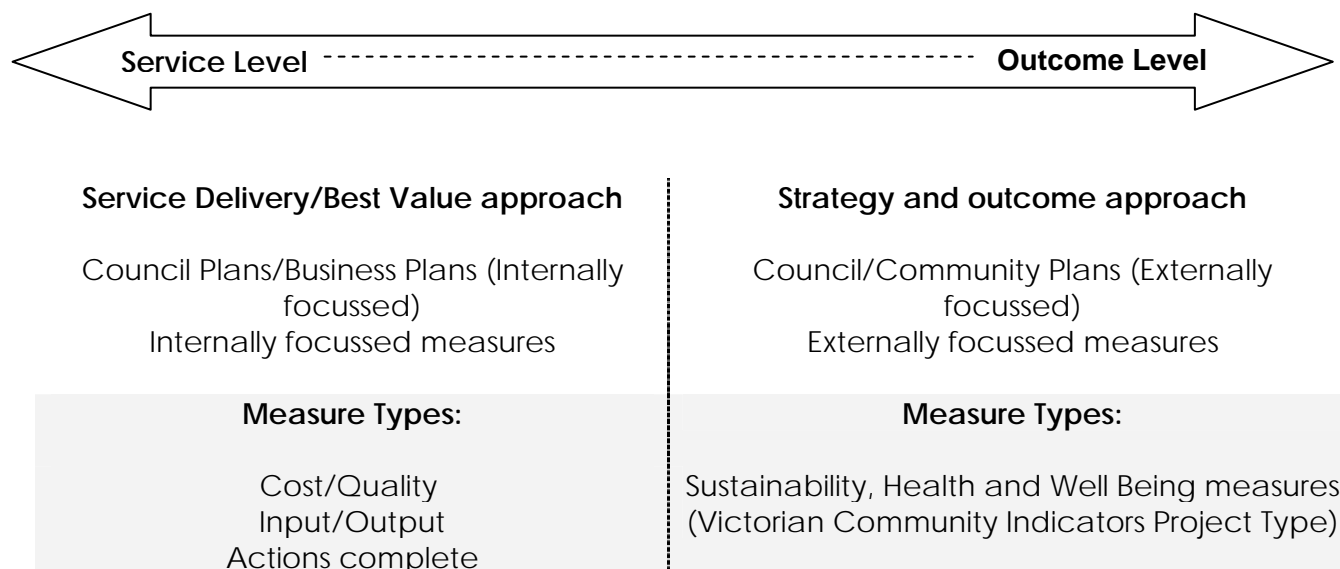 Service Level Outcome Level
Service Delivery/Best Value approach
Council Plans/Business Plans (Internally
focussed)
Internally focussed measures
Strategy and outcome approach
Council/Community Plans (Externally
focussed)
Externally focussed measures
Measure Types:
Cost/Quality
Input/Output
Actions complete
Measure Types:
Sustainability, Health and Well Being measures
(Victorian Community Indicators Project Type)